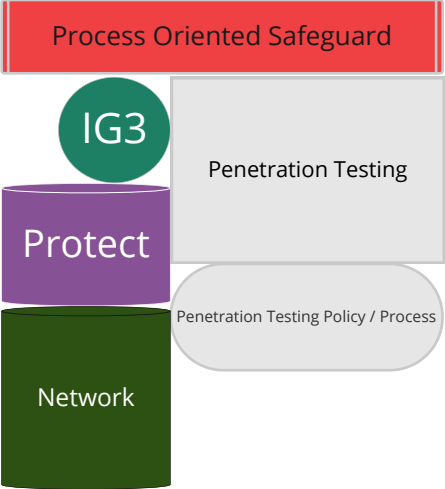 Process Oriented Safeguard
IG3
Penetration Testing
Protect
Penetration Testing Policy / Process
Network